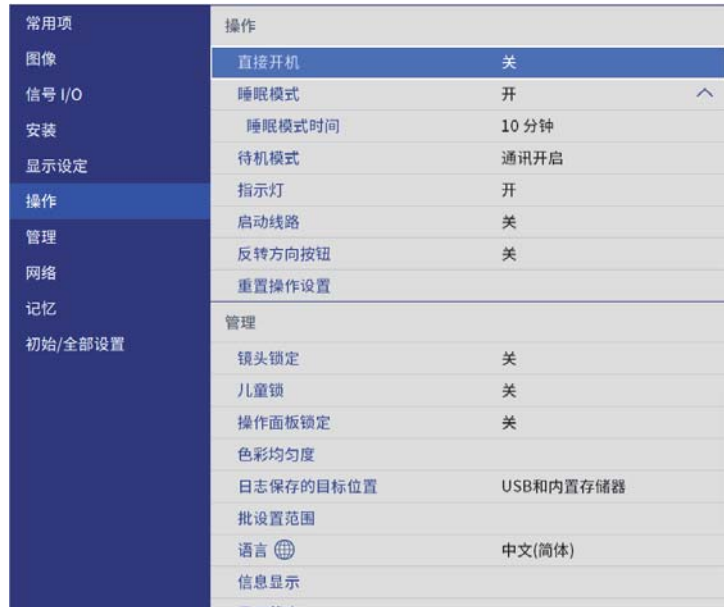 常用项
图像
信号 I/O
安装
显示设定
操作
管理
网络
记忆
初始/全部设置
操作
直接开机 关
睡眠模式 开
睡眠模式时间 10 分钟
待机模式 通讯开启
指示灯 开
启动线路 关
反转方向按钮 关
重置操作设置
管理
镜头锁定 关
儿童锁 关
操作面板锁定 关
色彩均匀度
日志保存的目标位置 USB和内置存储器
批设置范围
语言 中文(简体)
信息显示